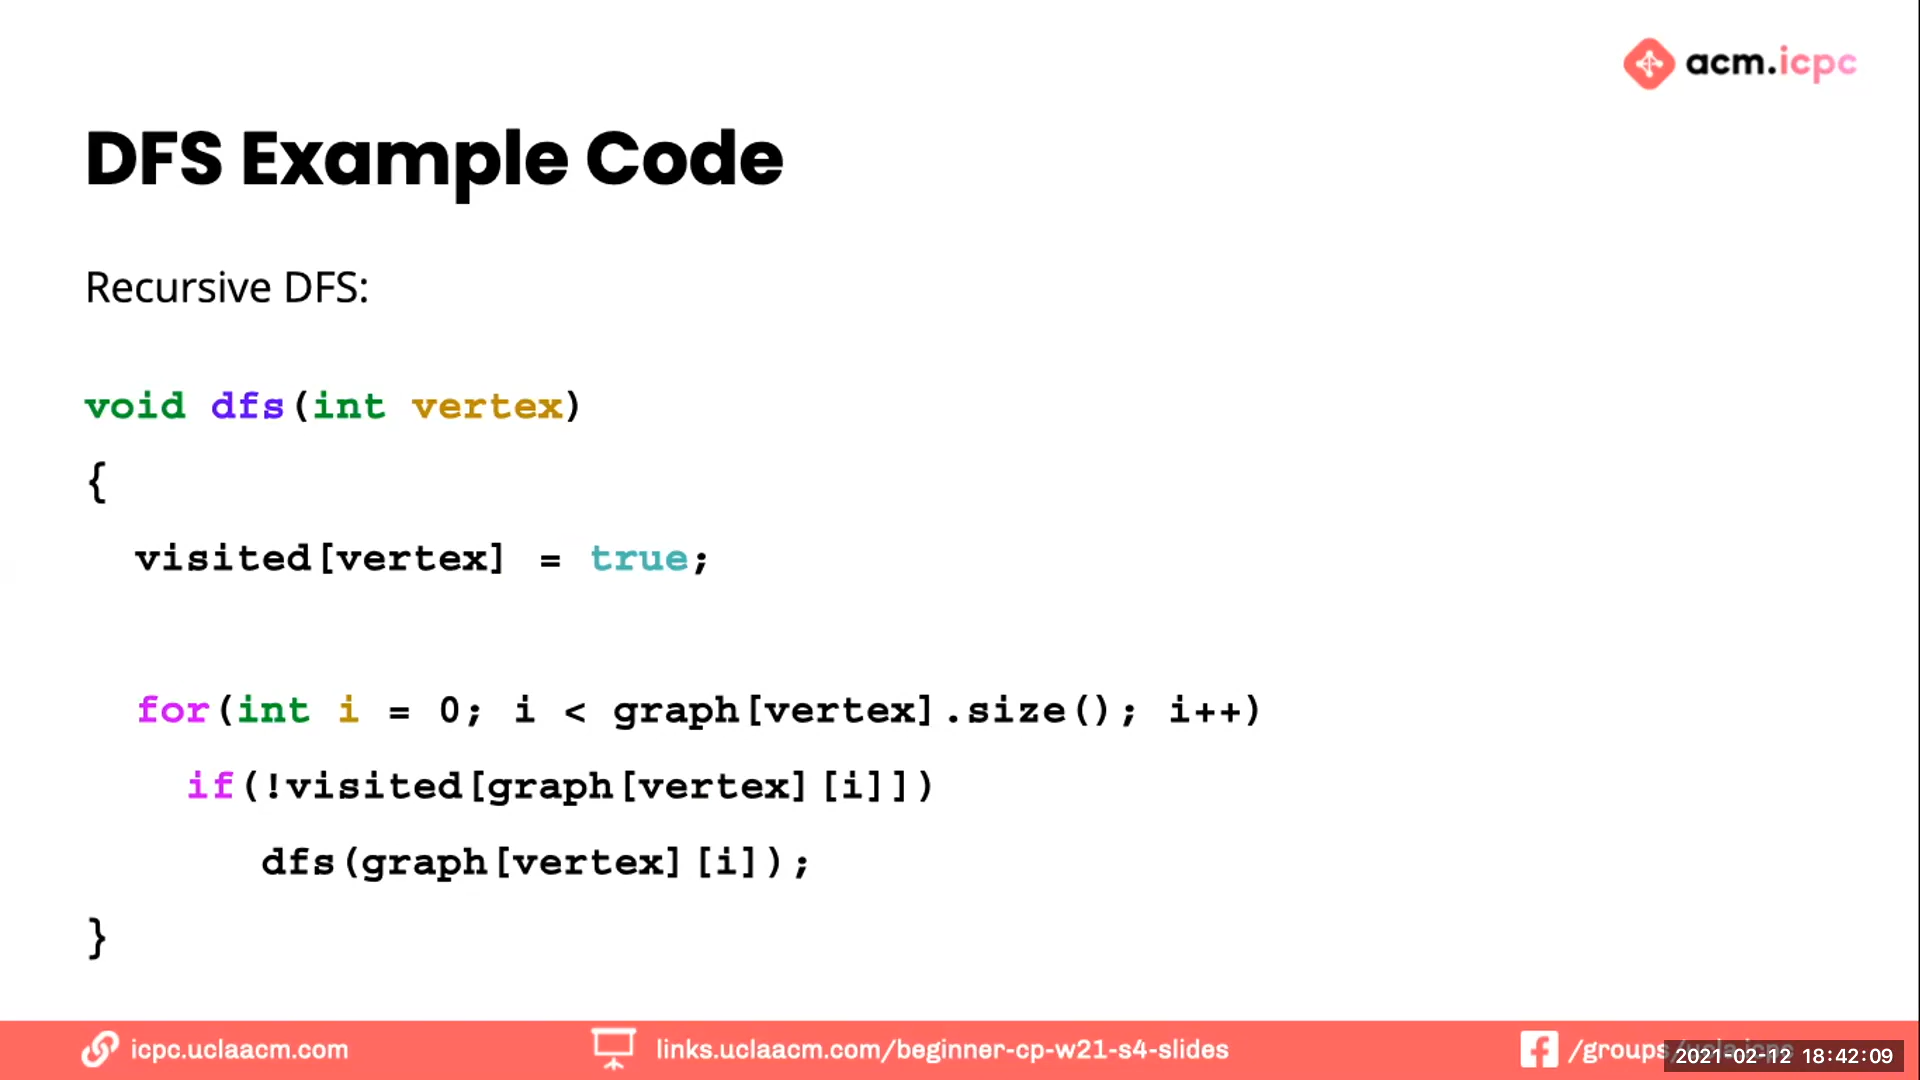 acm.icpc
DFS Example Code
Recursive DFS:
void dfs(int vertex)
{
visited[vertex] = true;
for(int i = 0; i < graph[vertex].size(); i++)
if(!visited[graph[vertex][i]])
dfs(graph[vertex][i]);
}
icpc.uclaacm.com
links.uclaacm.com/beginner-cp-w21-s4-slides
/groups/ucla.icpc
2021-02-12 18:42:09